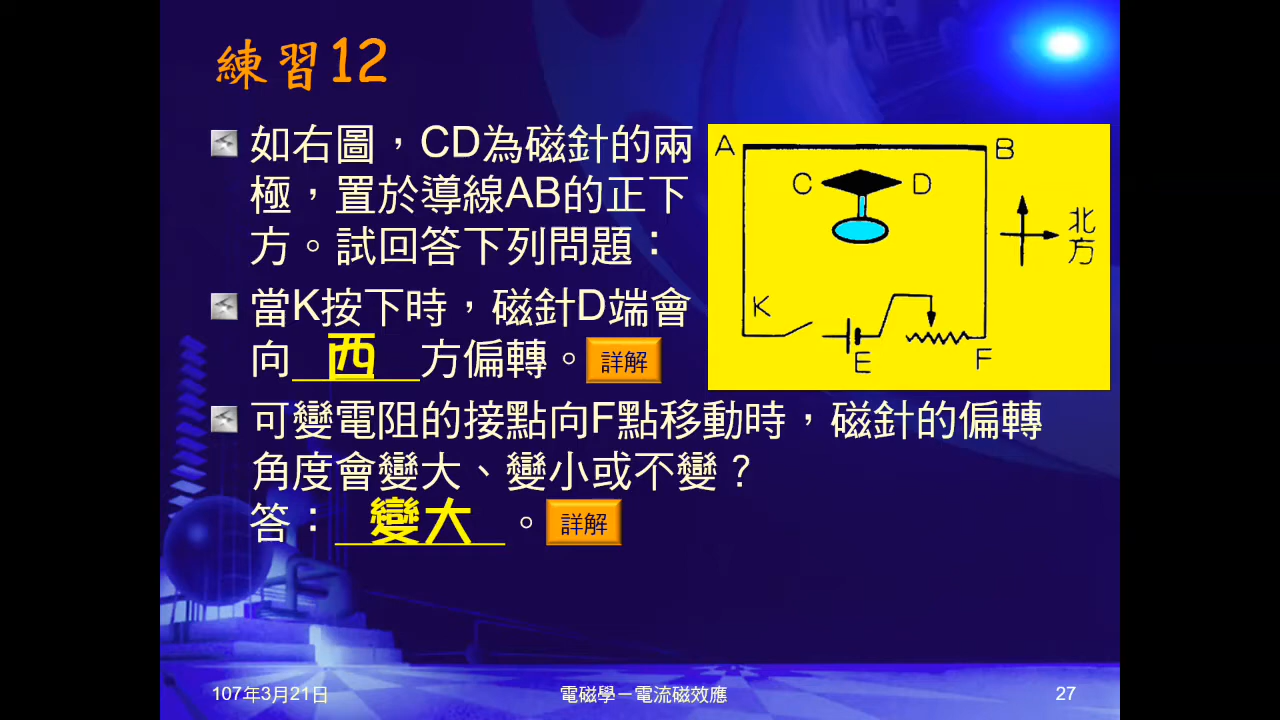 練習12
如右圖，CD為磁針的兩
極，置於導線AB的正下
方。試回答下列問題：
當K按下時，磁針D端會
向 西 方偏轉。 詳解
可變電阻的接點向F點移動時，磁針的偏轉
角度會變大、變小或不變？
答： 變大 。 詳解
A B
C D
北方
K
E F
107年3月21日 電磁學－電流磁效應 27